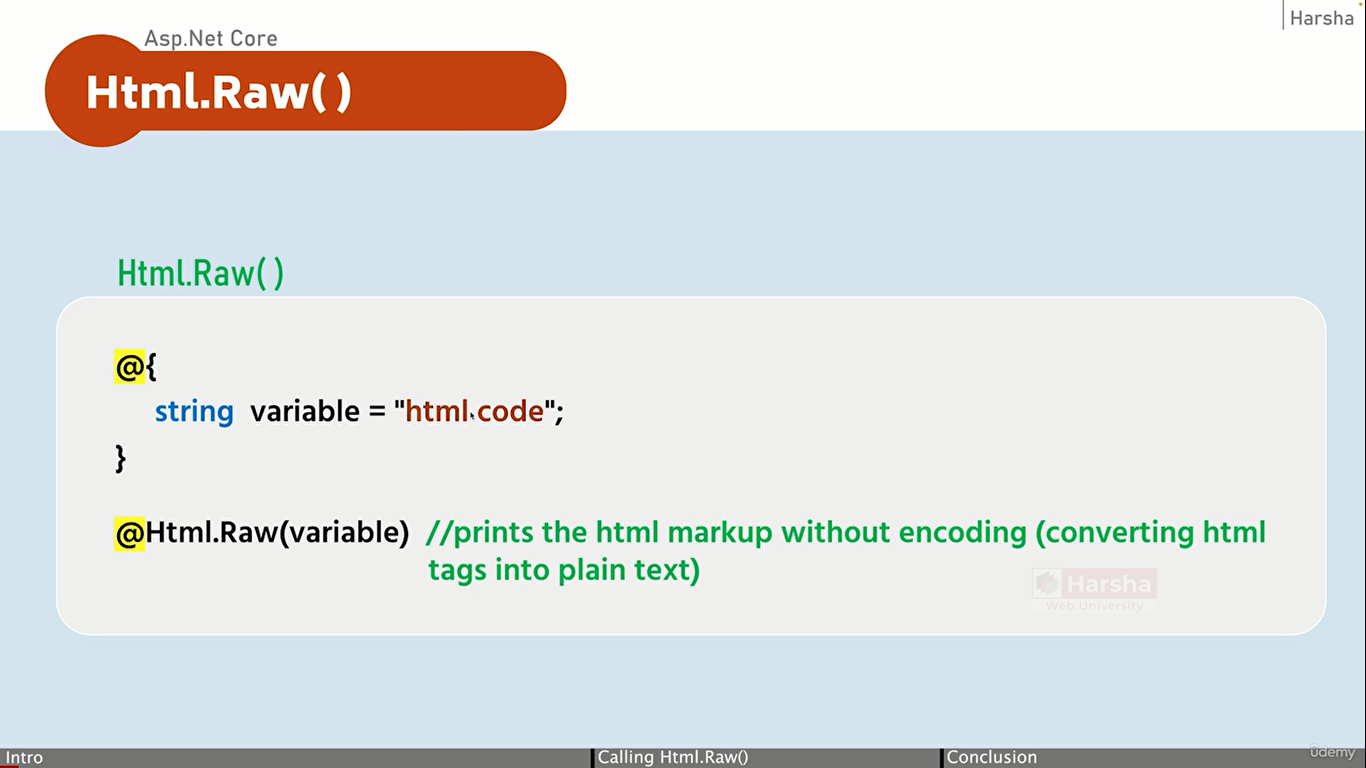 Harsha
Asp.Net Core
Html.Raw( )
Html.Raw( )
@{
string variable = "html code";
}
@Html.Raw(variable) //prints the html markup without encoding (converting html
tags into plain text)
Harsha
Web University
Intro
Calling Html.Raw()
Conclusion
ûdemy